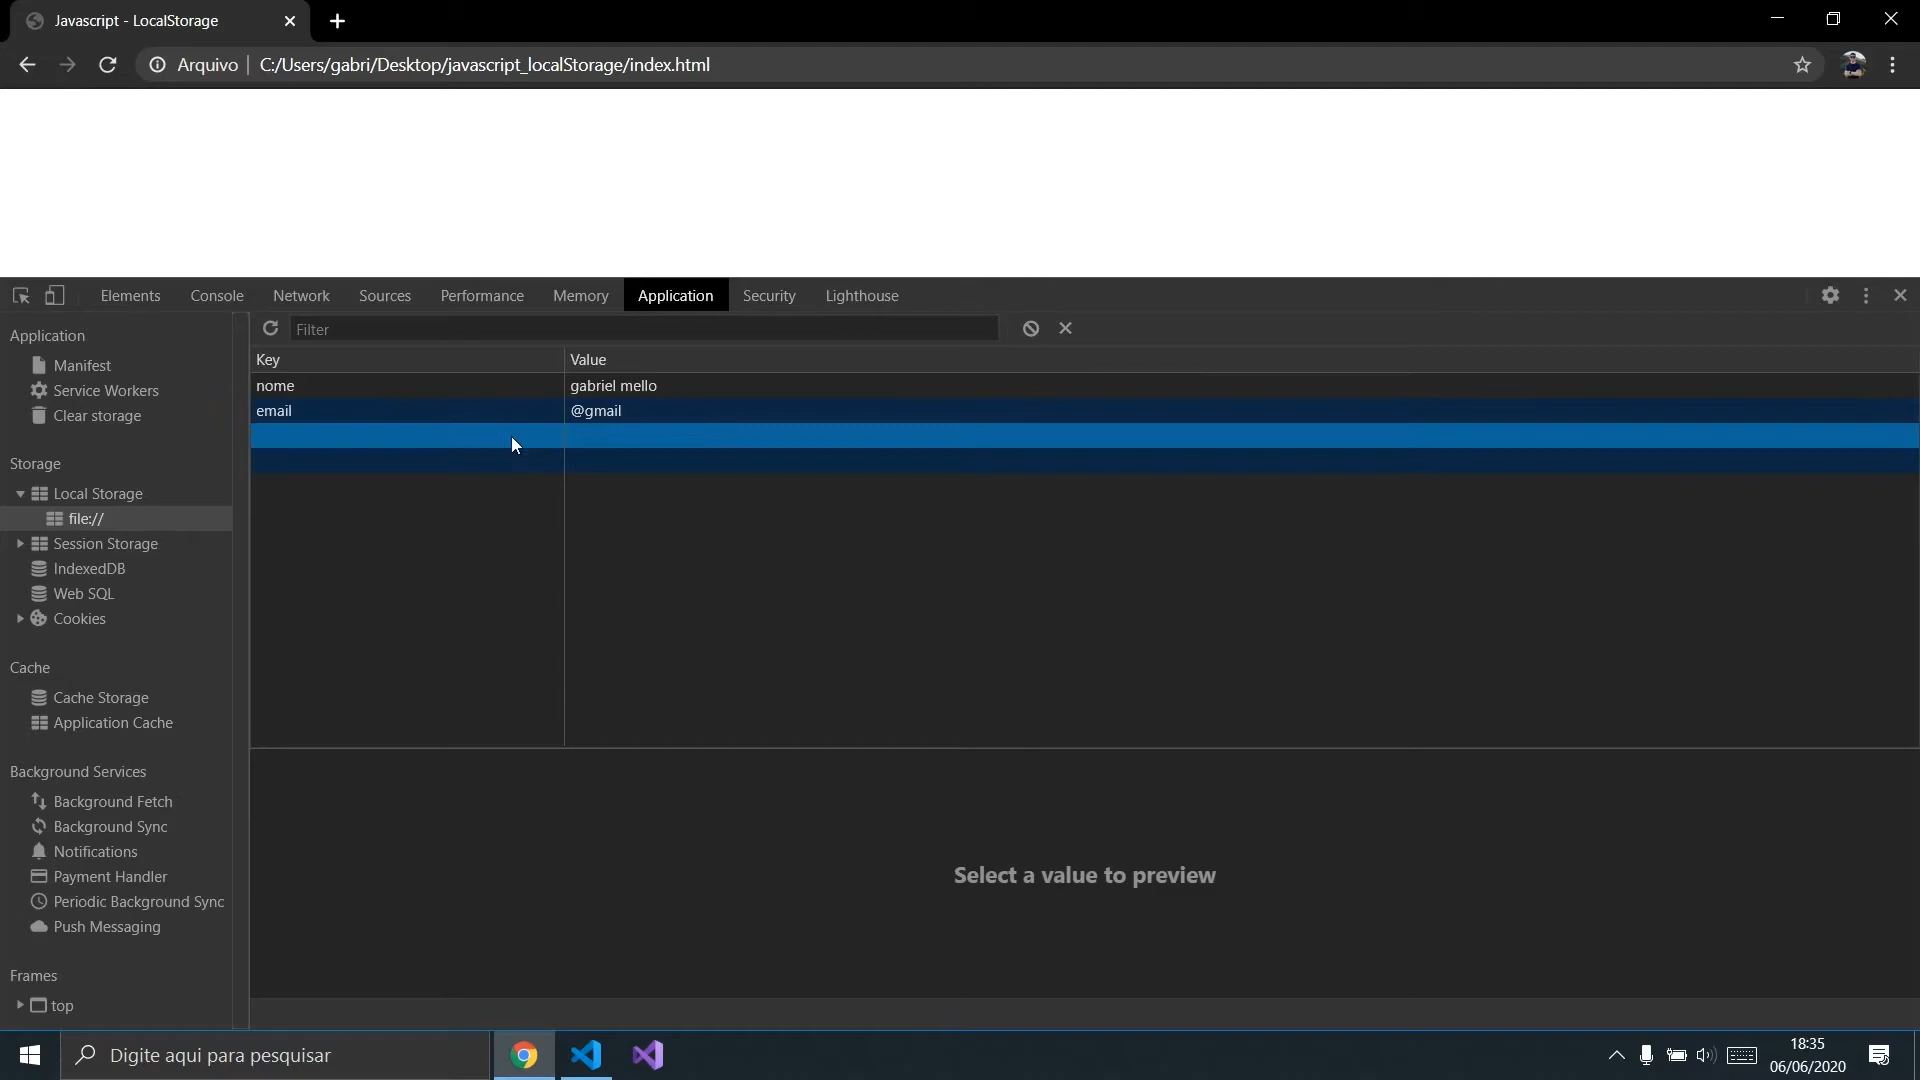 Javascript - LocalStorage
Arquivo | C:/Users/gabri/Desktop/javascript_localStorage/index.html
Elements Console Network Sources Performance Memory Application Security Lighthouse
Application
Manifest
Service Workers
Clear storage
Storage
Local Storage
file://
Session Storage
IndexedDB
Web SQL
Cookies
Cache
Cache Storage
Application Cache
Background Services
Background Fetch
Background Sync
Notifications
Payment Handler
Periodic Background Sync
Push Messaging
Frames
top
Filter
Key Value
nome gabriel mello
email @gmail
Select a value to preview
Digite aqui para pesquisar
18:35
06/06/2020